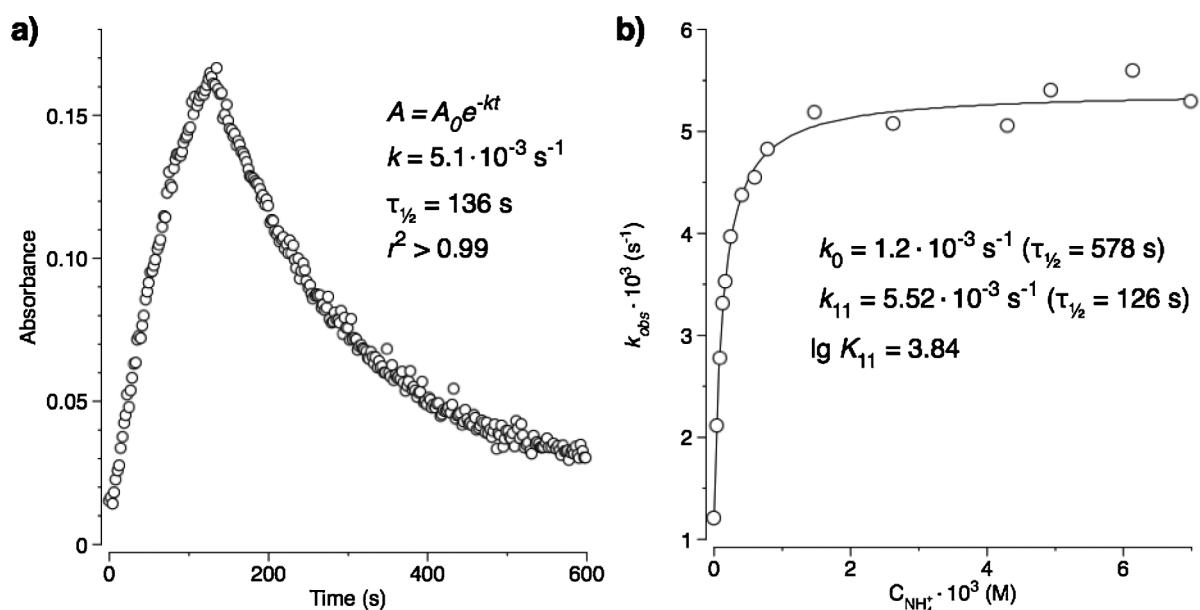 a)
0.15
0.10
0.05
0
Absorbance
A = A₀e⁻ᵏᵗ
k = 5.1 · 10⁻³ s⁻¹
τ½ = 136 s
r² > 0.99
0 200 400 600
Time (s)
b)
6
5
4
3
2
1
k_obs · 10³ (s⁻¹)
k₀ = 1.2 · 10⁻³ s⁻¹ (τ½ = 578 s)
k₁₁ = 5.52 · 10⁻³ s⁻¹ (τ½ = 126 s)
lg K₁₁ = 3.84
0 2 4 6